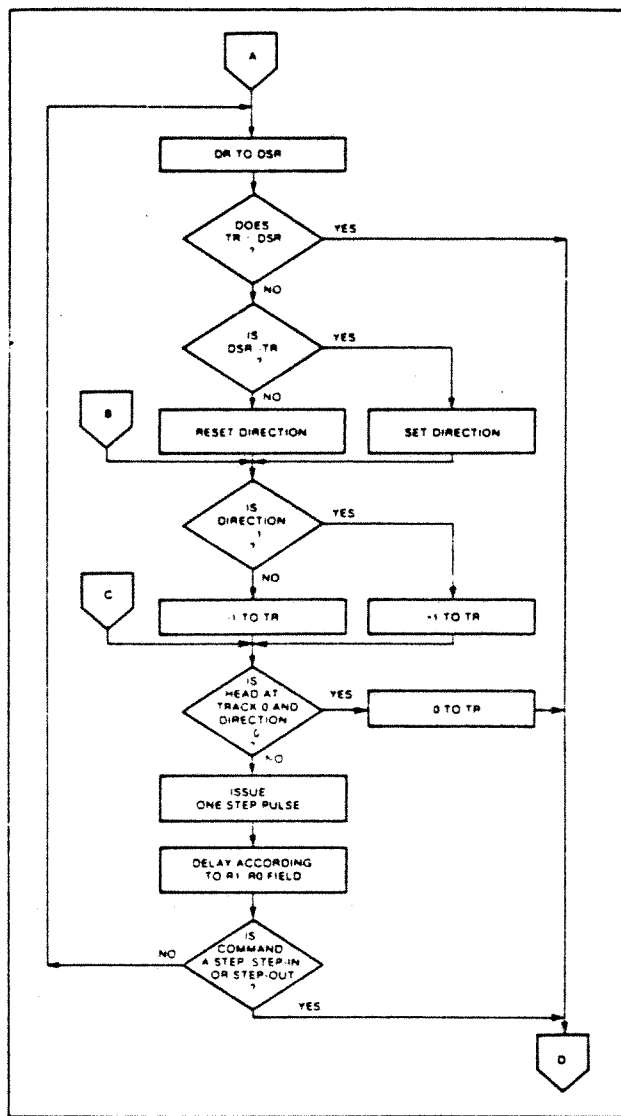 A
DR TO DSR
DOES
TR DSR
?
YES
NO
IS
DSR TR
?
YES
NO
B
RESET DIRECTION
SET DIRECTION
IS
DIRECTION
?
YES
NO
C
-1 TO TR
TO TR
IS
HEAD AT
TRACK 0 AND
DIRECTION
0
?
YES
0 TO TR
NO
ISSUE
ONE STEP PULSE
DELAY ACCORDING
TO R1 R0 FIELD
IS
COMMAND
A STEP STEP-IN
OR STEP-OUT
?
NO
YES
D